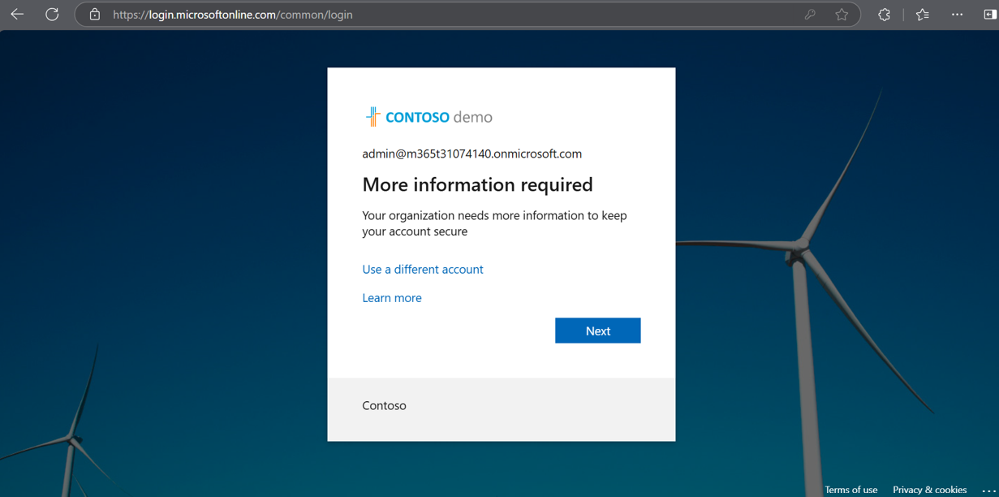 https://login.microsoftonline.com/common/login
CONTOSO demo
admin@m365t31074140.onmicrosoft.com
More information required
Your organization needs more information to keep
your account secure
Use a different account
Learn more
Next
Contoso
Terms of use Privacy & cookies ...